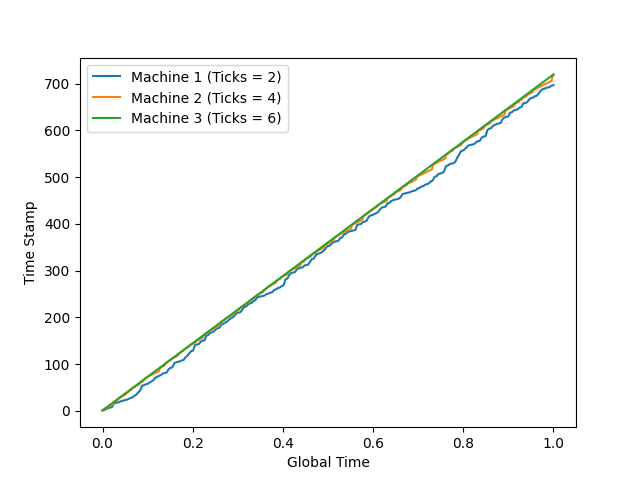 Machine 1 (Ticks = 2)
Machine 2 (Ticks = 4)
Machine 3 (Ticks = 6)
Time Stamp
700
600
500
400
300
200
100
0
0.0 0.2 0.4 0.6 0.8 1.0
Global Time